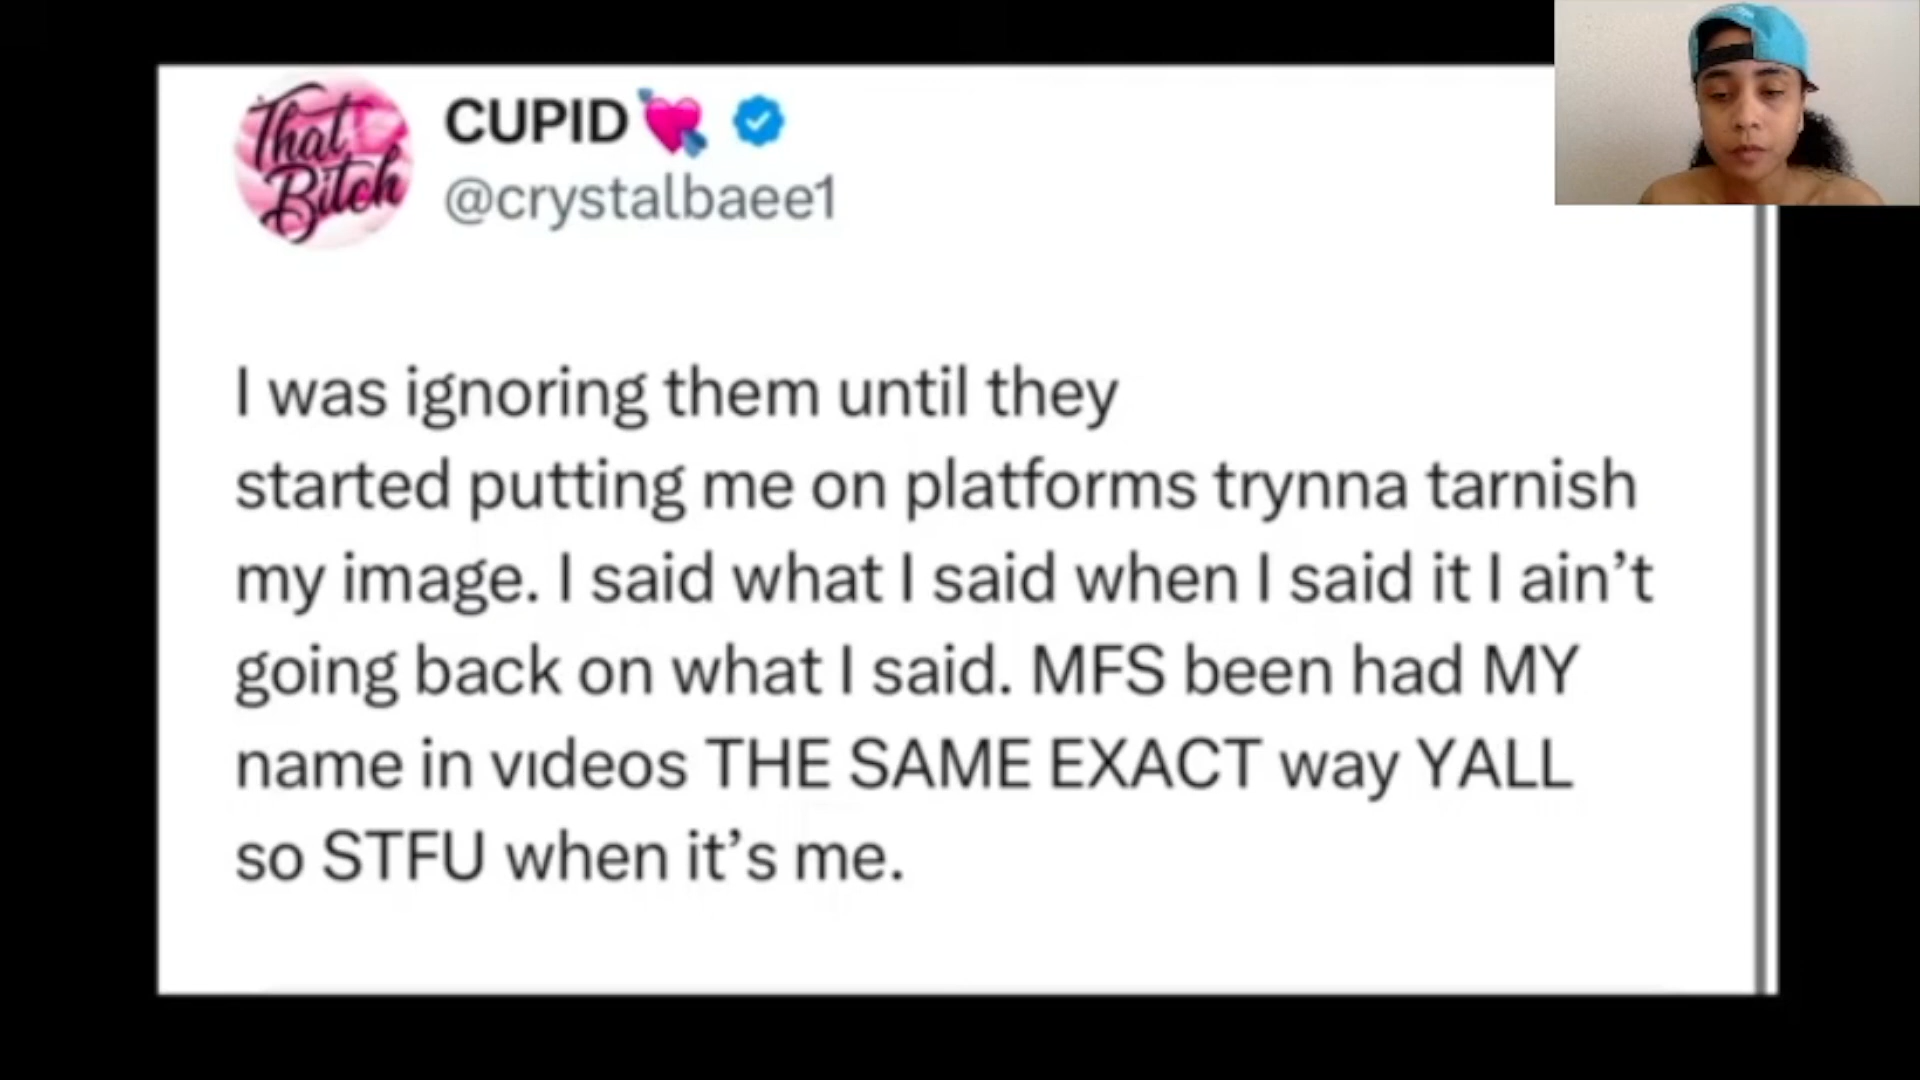 That
Bitch
CUPID💘
@crystalbaee1
I was ignoring them until they
started putting me on platforms trynna tarnish
my image. I said what I said when I said it I ain’t
going back on what I said. MFS been had MY
name in videos THE SAME EXACT way YALL
so STFU when it’s me.